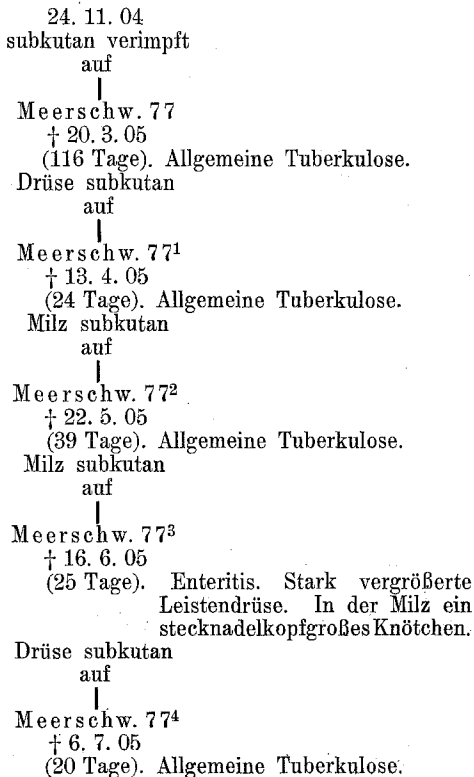 24. 11. 04
subkutan verimpft
auf
Meerschw. 77
† 20. 3. 05
(116 Tage). Allgemeine Tuberkulose.
Drüse subkutan
auf
Meerschw. 77¹
† 13. 4. 05
(24 Tage). Allgemeine Tuberkulose.
Milz subkutan
auf
Meerschw. 77²
† 22. 5. 05
(39 Tage). Allgemeine Tuberkulose.
Milz subkutan
auf
Meerschw. 77³
† 16. 6. 05
(25 Tage). Enteritis. Stark vergrößerte
Leistendrüse. In der Milz ein
stecknadelkopfgroßes Knötchen.
Drüse subkutan
auf
Meerschw. 77⁴
† 6. 7. 05
(20 Tage). Allgemeine Tuberkulose.